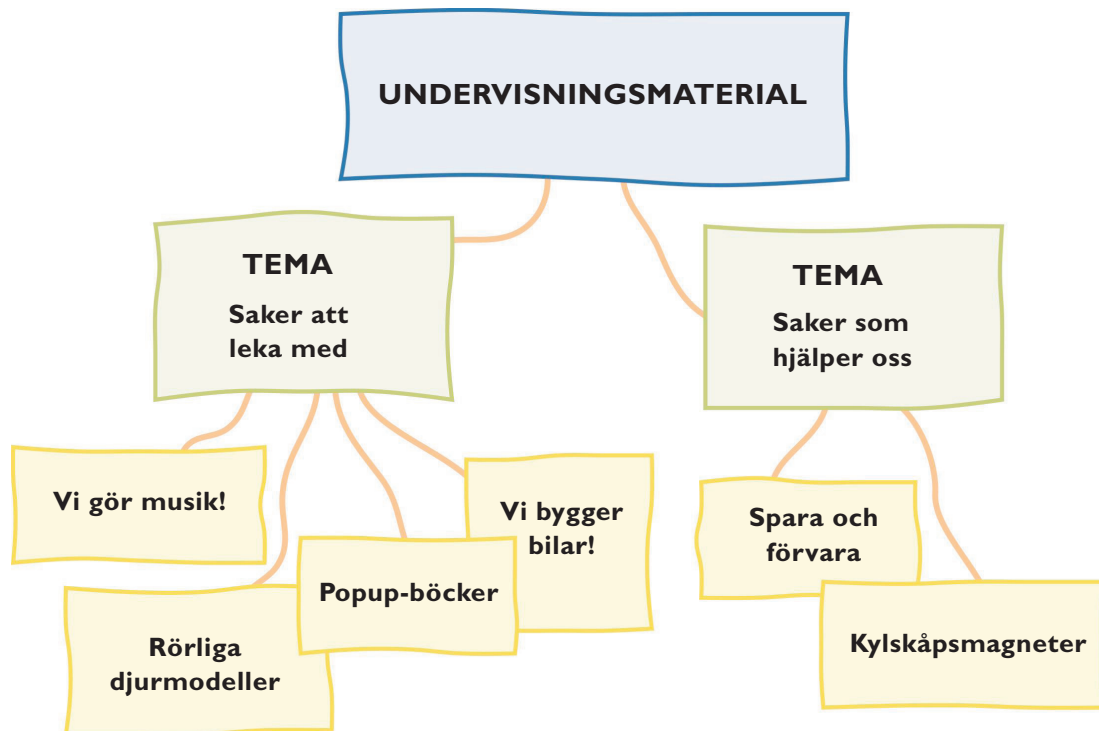 UNDERVISNINGSMATERIAL
TEMA
Saker att
leka med
TEMA
Saker som
hjälper oss
Vi gör musik!
Rörliga
djurmodeller
Popup-böcker
Vi bygger
bilar!
Spara och
förvara
Kylskåpsmagneter